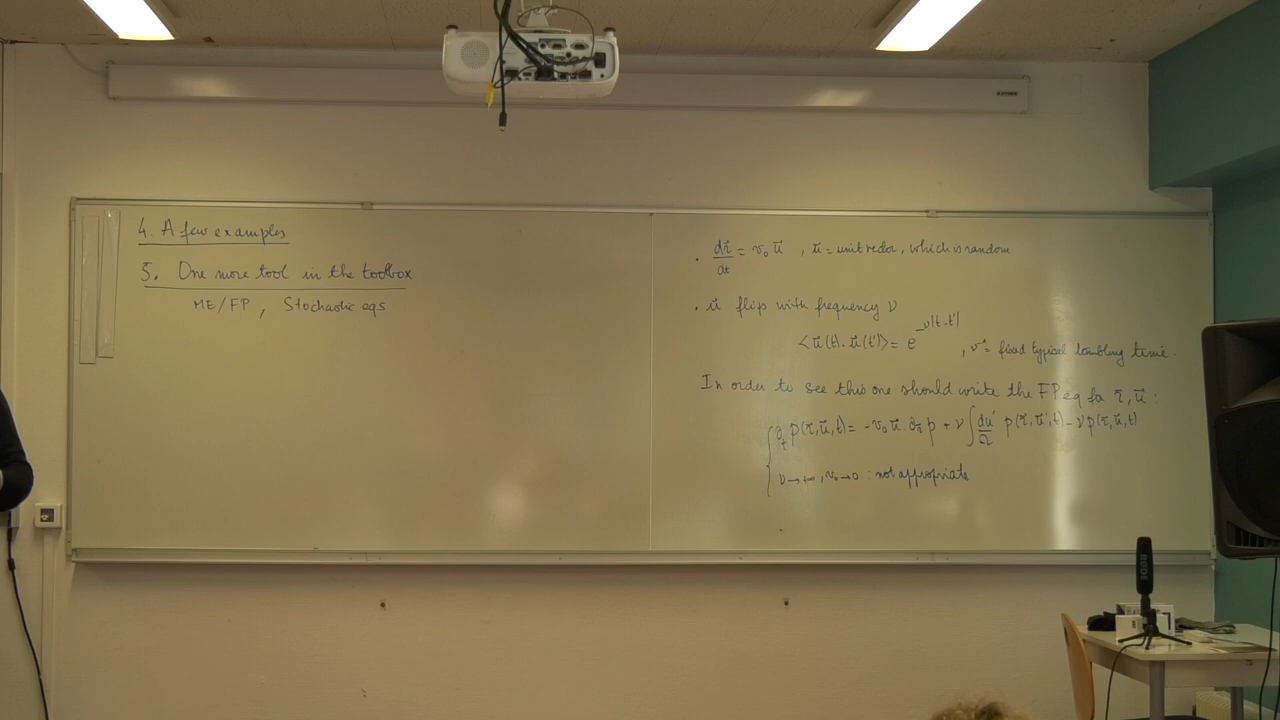 4. A few examples
5. One more tool in the toolbox
ME/FP, Stochastic eqs
. dr⃗/dt = v₀ u⃗ , u⃗ = unit vector, which is random
. u⃗ flips with frequency ν
<u⃗(t).u⃗(t')> = e^-ν|t-t'| , ν⁻¹ = fixed typical tumbling time.
In order to see this one should write the FP eq for r⃗, u⃗ :
∂ₜ p(r⃗,u⃗,t) = -v₀ u⃗.∂r⃗ p + ν ∫ du⃗'/Ω p(r⃗,u⃗',t) - ν p(r⃗,u⃗,t)
ν→+∞, v₀→∞ : not appropriate
RØDE